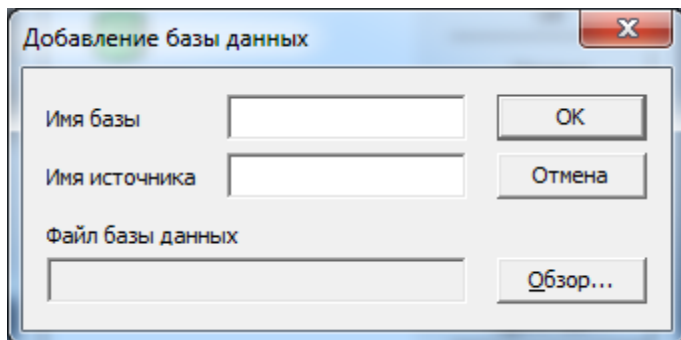 Добавление базы данных
Имя базы
OK
Имя источника
Отмена
Файл базы данных
Обзор...